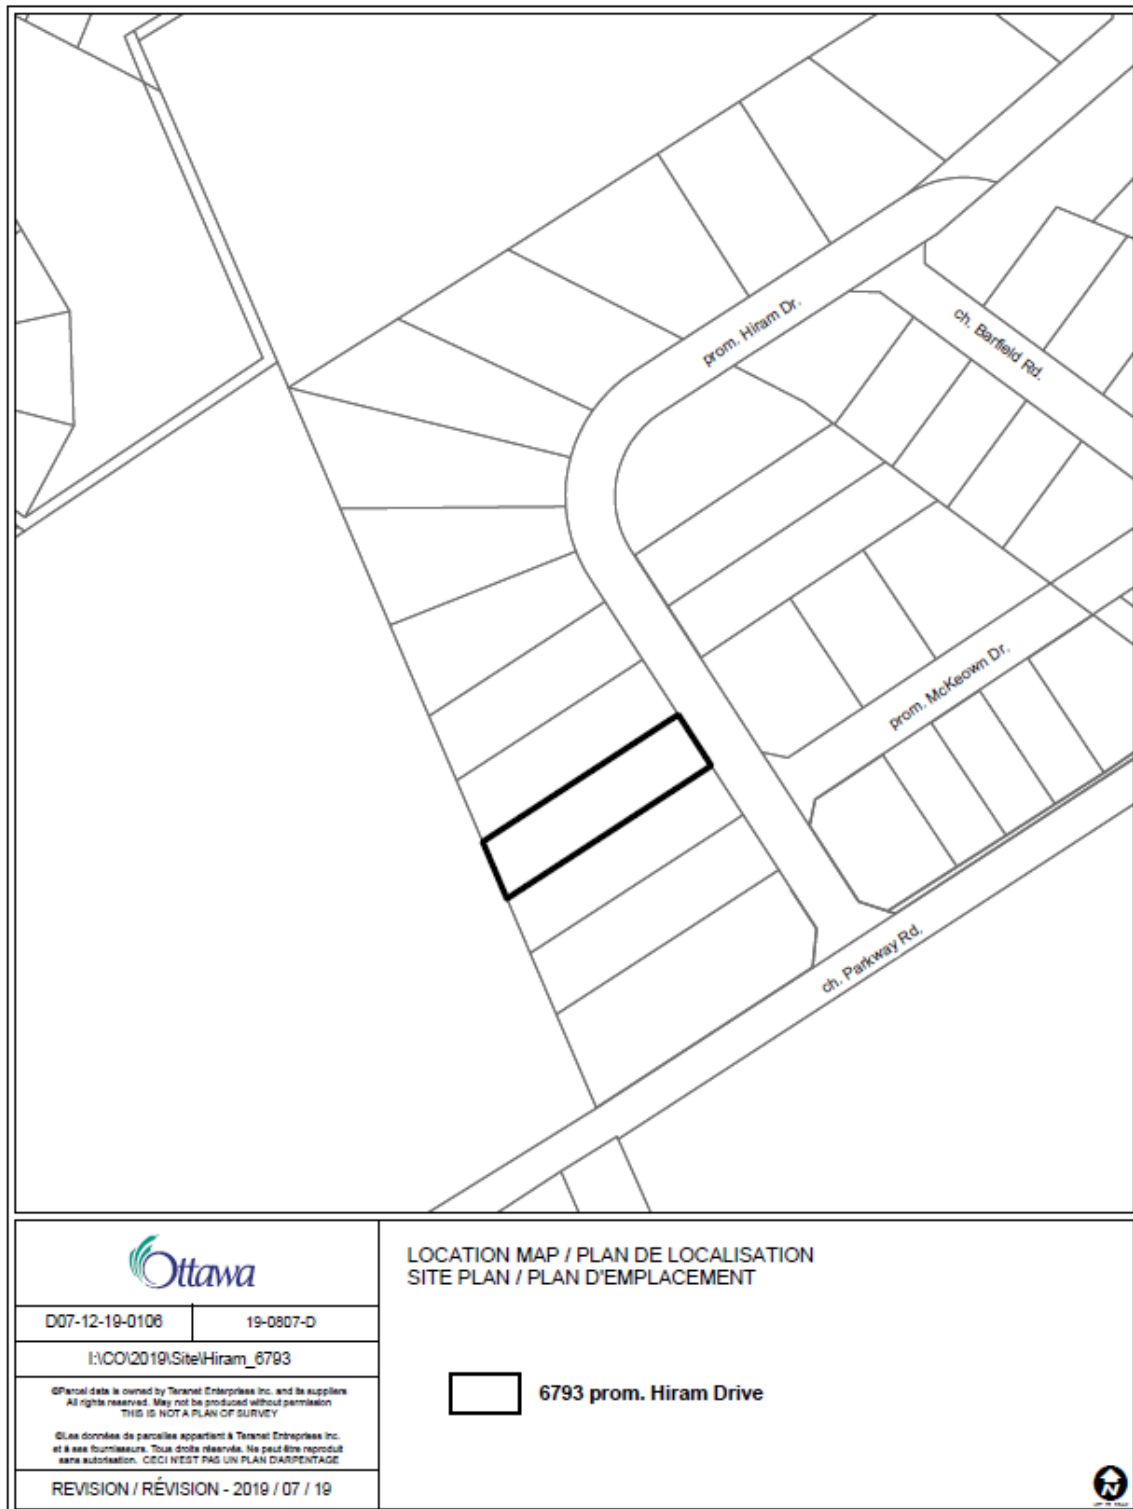 prom. Hiram Dr.
ch. Barfield Rd.
prom. McKeown Dr.
ch. Parkway Rd.
Ottawa
D07-12-19-0106
19-0807-D
I:\CO\2019\Site\Hiram_6793
©Parcel data is owned by Teranet Enterprises Inc. and its suppliers
All rights reserved. May not be produced without permission
THIS IS NOT A PLAN OF SURVEY
©Les données de parcelles appartient à Teranet Entreprises Inc.
et à ses fournisseurs. Tous droits réservés. Ne peut être reproduit
sans autorisation. CECI N'EST PAS UN PLAN D'ARPENTAGE
REVISION / RÉVISION - 2019 / 07 / 19
LOCATION MAP / PLAN DE LOCALISATION
SITE PLAN / PLAN D'EMPLACEMENT
6793 prom. Hiram Drive
N